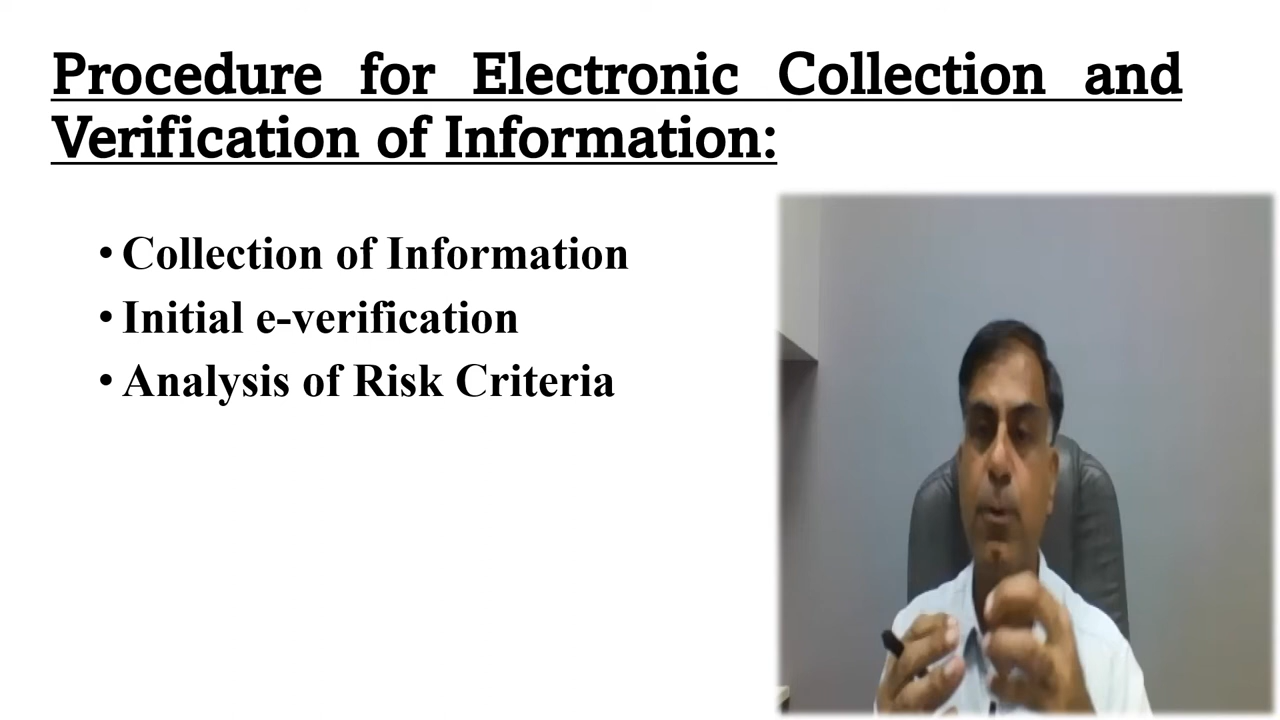 Procedure for Electronic Collection and
Verification of Information:
• Collection of Information
• Initial e-verification
• Analysis of Risk Criteria